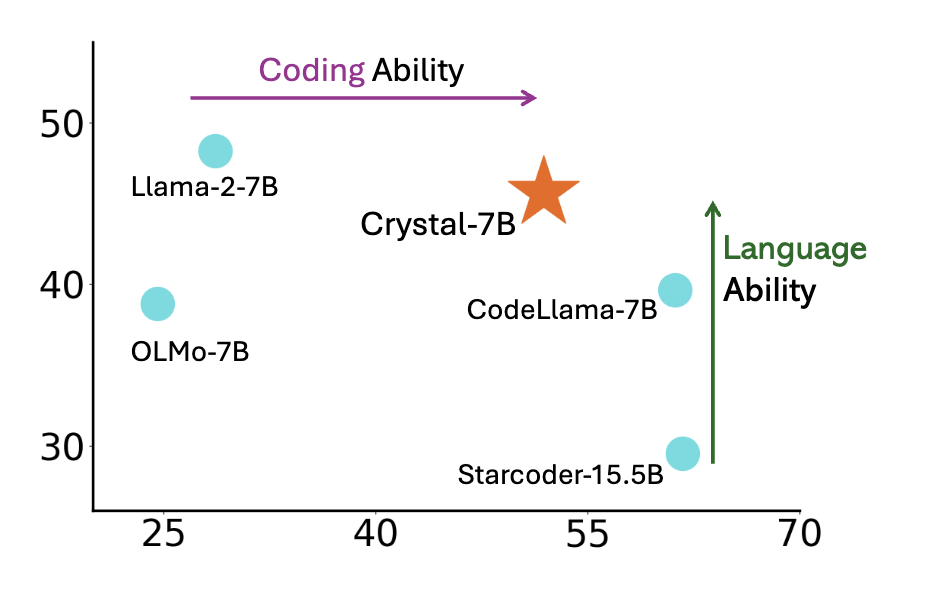 Coding Ability
50
Llama-2-7B
Crystal-7B
Language
Ability
40
CodeLlama-7B
OLMo-7B
30
Starcoder-15.5B
25
40
55
70